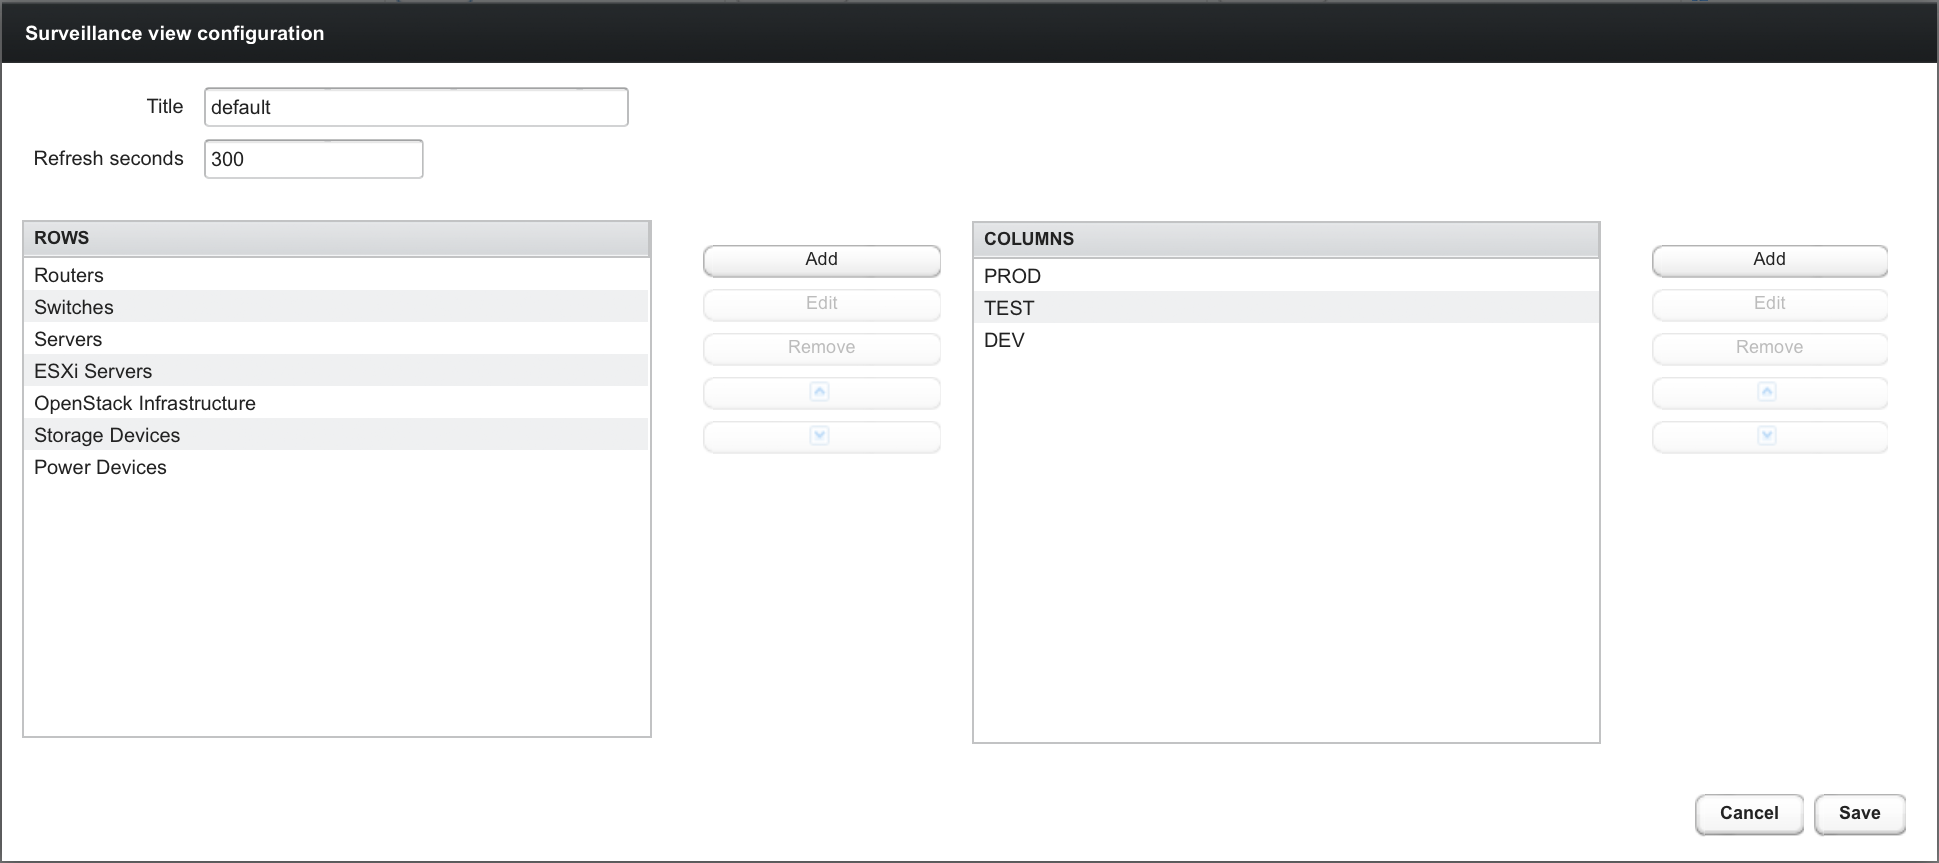 Surveillance view configuration
Title default
Refresh seconds 300
ROWS
Routers
Switches
Servers
ESXi Servers
OpenStack Infrastructure
Storage Devices
Power Devices
Add
Edit
Remove
COLUMNS
PROD
TEST
DEV
Add
Edit
Remove
Cancel Save